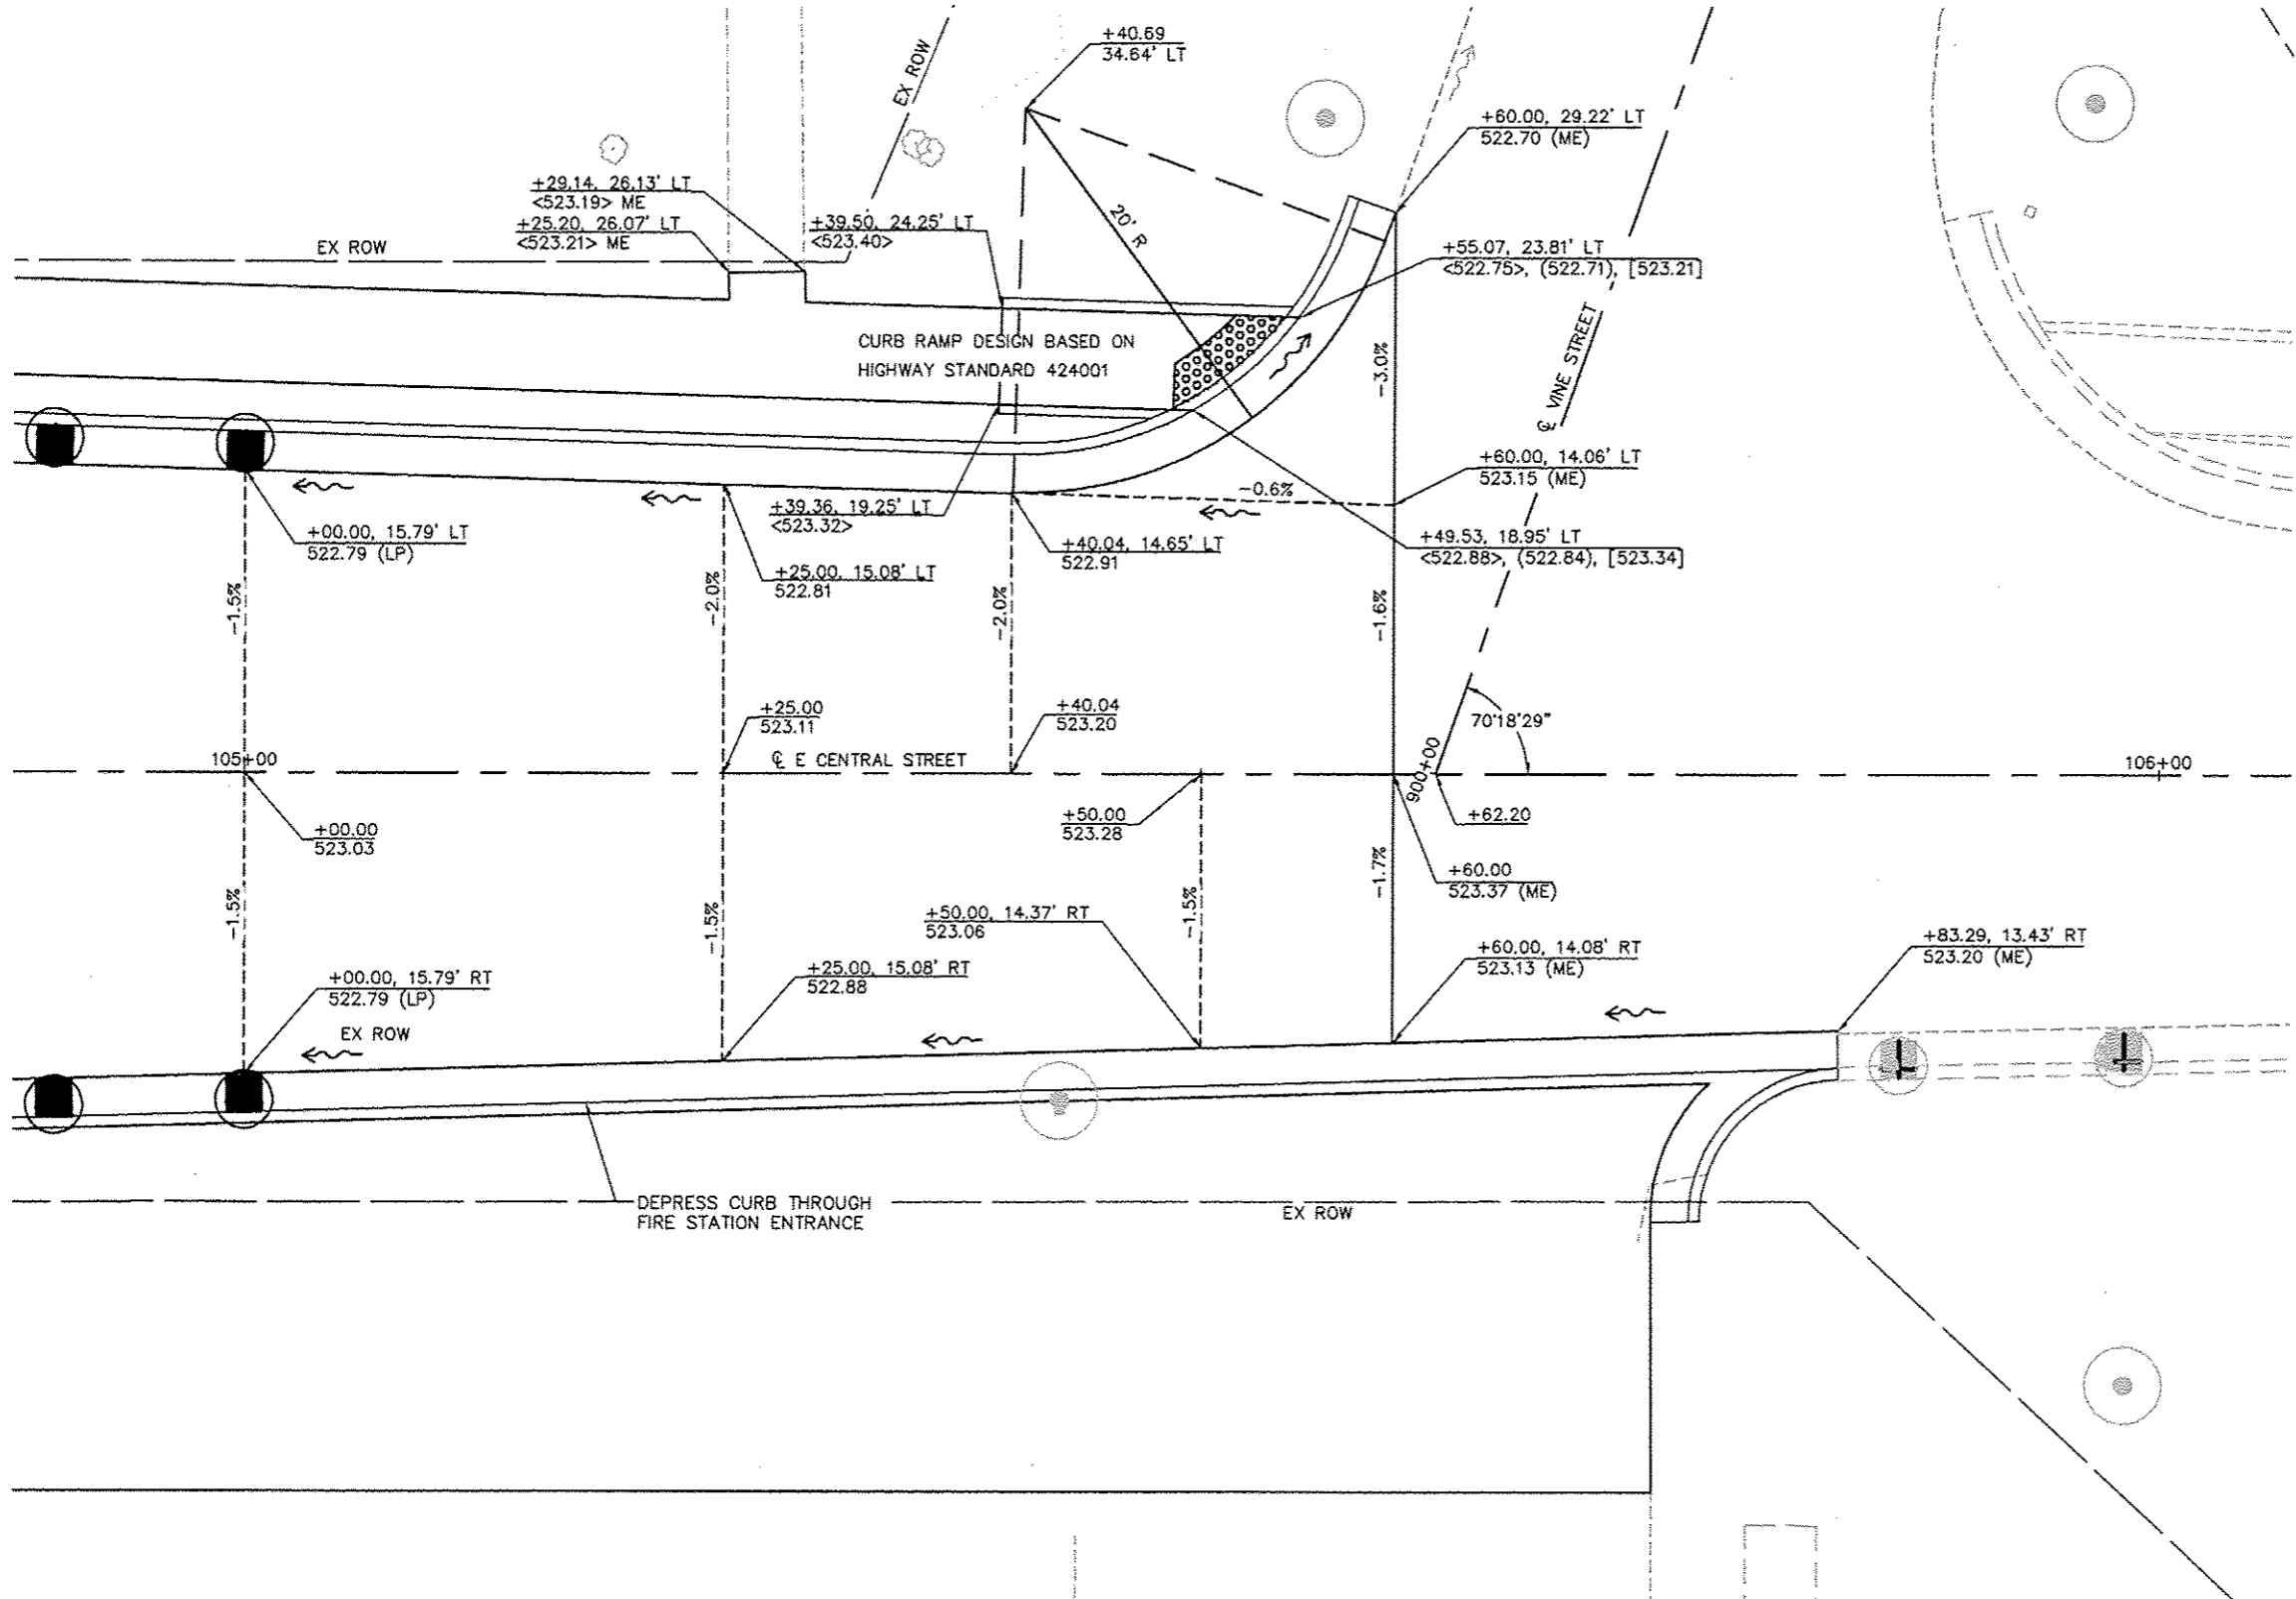 +40.69
34.64' LT
EX ROW
+60.00, 29.22' LT
522.70 (ME)
+29.14, 26.13' LT
<523.19> ME
+25.20, 26.07' LT
<523.21> ME
+39.50, 24.25' LT
<523.40>
20' R
EX ROW
+55.07, 23.81' LT
<522.75>, (522.71), [523.21]
CURB RAMP DESIGN BASED ON
HIGHWAY STANDARD 424001
-3.0%
℄ VINE STREET
+60.00, 14.06' LT
523.15 (ME)
-0.6%
+39.36, 19.25' LT
<523.32>
+00.00, 15.79' LT
522.79 (LP)
+40.04, 14.65' LT
522.91
+49.53, 18.95' LT
<522.88>, (522.84), [523.34]
+25.00, 15.08' LT
522.81
-1.5%
-2.0%
-2.0%
-1.6%
+25.00
523.11
+40.04
523.20
70°18'29"
105+00
℄ E CENTRAL STREET
900+00
106+00
+00.00
523.03
+50.00
523.28
+62.20
+60.00
523.37 (ME)
-1.5%
-1.5%
-1.5%
-1.7%
+50.00, 14.37' RT
523.06
+60.00, 14.08' RT
523.13 (ME)
+83.29, 13.43' RT
523.20 (ME)
+00.00, 15.79' RT
522.79 (LP)
+25.00, 15.08' RT
522.88
EX ROW
DEPRESS CURB THROUGH
FIRE STATION ENTRANCE
EX ROW